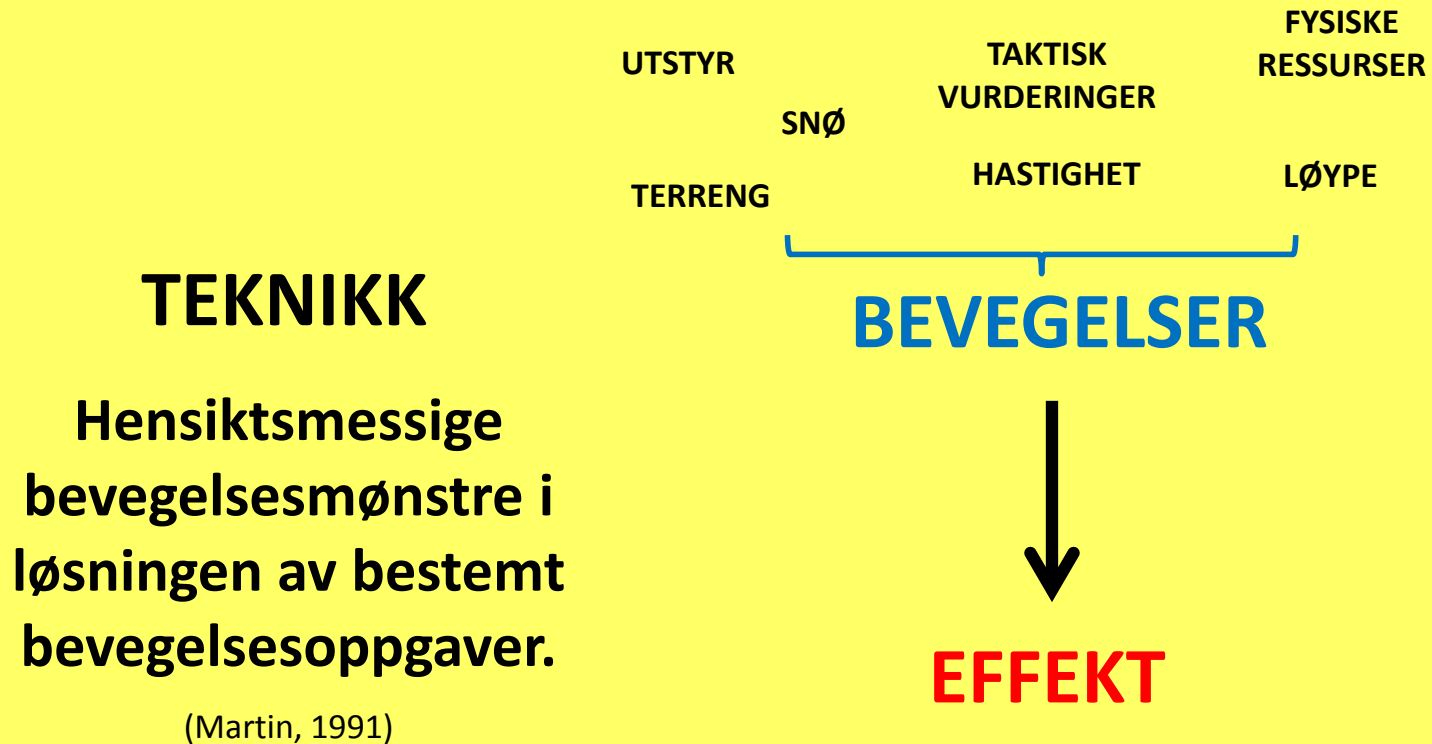 FYSISKE
RESSURSER
UTSTYR
TAKTISK
VURDERINGER
SNØ
HASTIGHET
LØYPE
TERRENG
TEKNIKK
Hensiktsmessige
bevegelsesmønstre i
løsningen av bestemt
bevegelsesoppgaver.
(Martin, 1991)
BEVEGELSER
EFFEKT